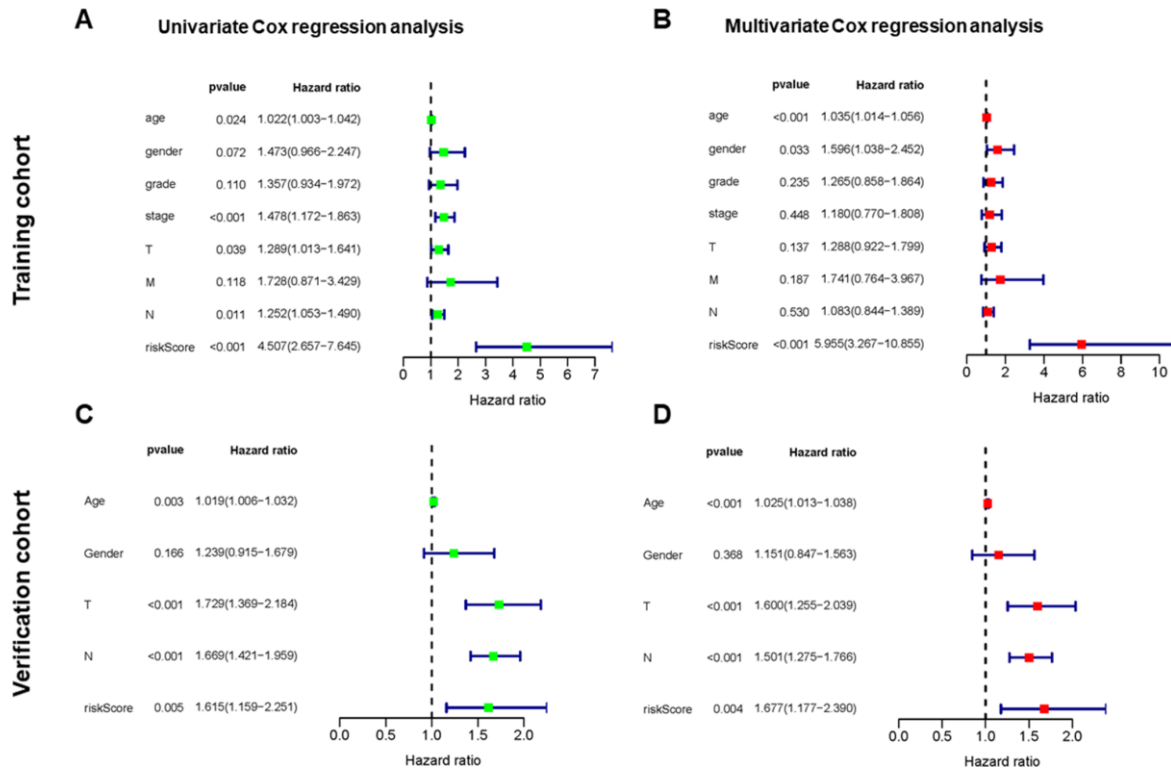 A
Univariate Cox regression analysis
pvalue Hazard ratio
age 0.024 1.022(1.003−1.042)
gender 0.072 1.473(0.966−2.247)
grade 0.110 1.357(0.934−1.972)
stage <0.001 1.478(1.172−1.863)
T 0.039 1.289(1.013−1.641)
M 0.118 1.728(0.871−3.429)
N 0.011 1.252(1.053−1.490)
riskScore <0.001 4.507(2.657−7.645)
0 1 2 3 4 5 6 7
Hazard ratio
Training cohort
B
Multivariate Cox regression analysis
pvalue Hazard ratio
age <0.001 1.035(1.014−1.056)
gender 0.033 1.596(1.038−2.452)
grade 0.235 1.265(0.858−1.864)
stage 0.448 1.180(0.770−1.808)
T 0.137 1.288(0.922−1.799)
M 0.187 1.741(0.764−3.967)
N 0.530 1.083(0.844−1.389)
riskScore <0.001 5.955(3.267−10.855)
0 2 4 6 8 10
Hazard ratio
C
pvalue Hazard ratio
Age 0.003 1.019(1.006−1.032)
Gender 0.166 1.239(0.915−1.679)
T <0.001 1.729(1.369−2.184)
N <0.001 1.669(1.421−1.959)
riskScore 0.005 1.615(1.159−2.251)
0.0 0.5 1.0 1.5 2.0
Hazard ratio
Verification cohort
D
pvalue Hazard ratio
Age <0.001 1.025(1.013−1.038)
Gender 0.368 1.151(0.847−1.563)
T <0.001 1.600(1.255−2.039)
N <0.001 1.501(1.275−1.766)
riskScore 0.004 1.677(1.177−2.390)
0.0 0.5 1.0 1.5 2.0
Hazard ratio